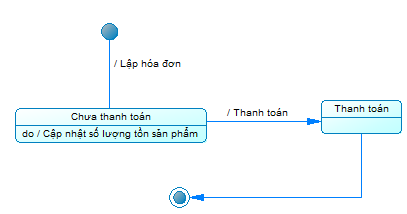 / Lập hóa đơn
Chưa thanh toán
do / Cập nhật số lượng tồn sản phẩm
/ Thanh toán
Thanh toán